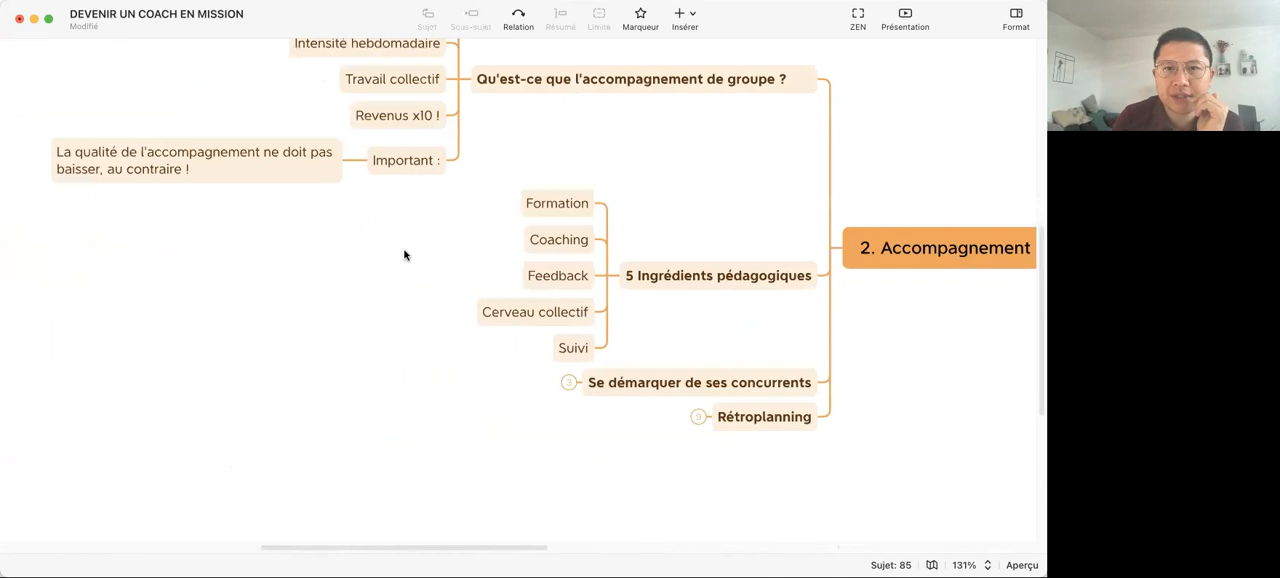 DEVENIR UN COACH EN MISSION
Modifié
Sujet
Sous-sujet
Relation
Résumé
Limite
Marqueur
Insérer
ZEN
Présentation
Format
Intensité hebdomadaire
Travail collectif
Qu'est-ce que l'accompagnement de groupe ?
Revenus x10 !
La qualité de l'accompagnement ne doit pas
baisser, au contraire !
Important :
Formation
Coaching
2. Accompagnement
Feedback
5 Ingrédients pédagogiques
Cerveau collectif
Suivi
3
Se démarquer de ses concurrents
9
Rétroplanning
Sujet: 85
131%
Aperçu